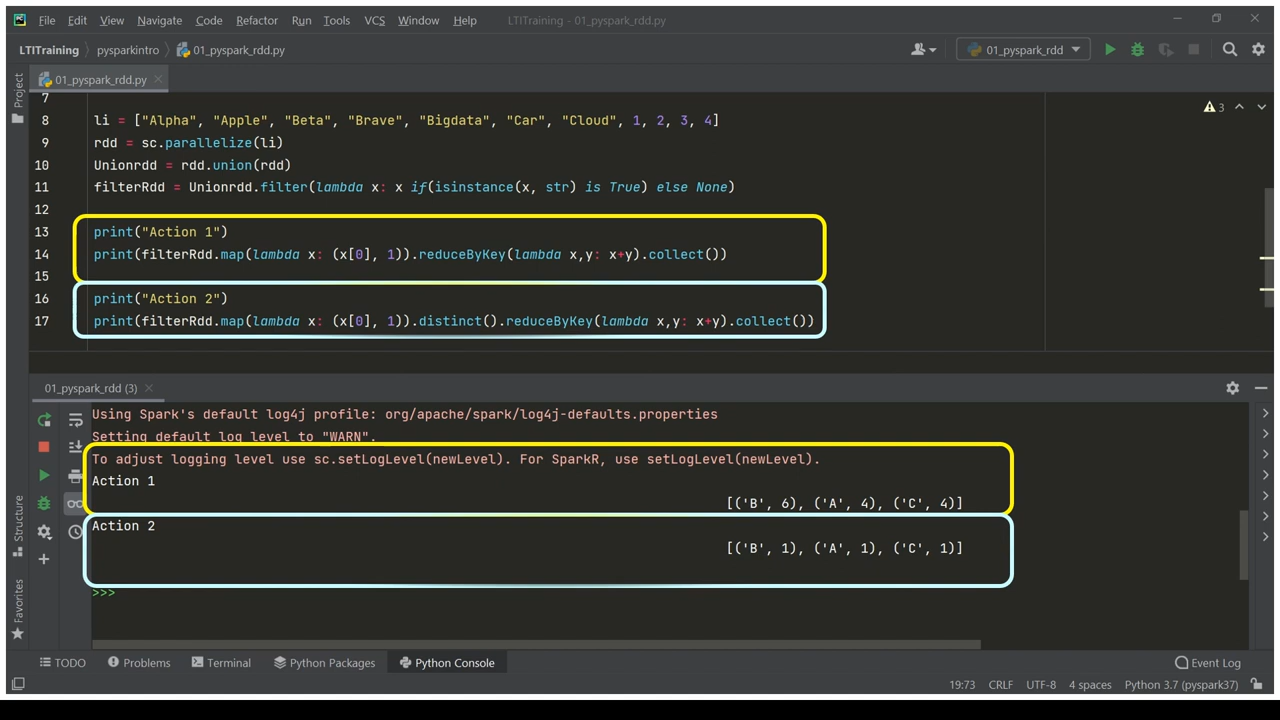 File Edit View Navigate Code Refactor Run Tools VCS Window Help LTITraining - 01_pyspark_rdd.py
LTITraining pysparkintro 01_pyspark_rdd.py 01_pyspark_rdd
Project
01_pyspark_rdd.py
7
8 li = ["Alpha", "Apple", "Beta", "Brave", "Bigdata", "Car", "Cloud", 1, 2, 3, 4]
3
9 rdd = sc.parallelize(li)
10 Unionrdd = rdd.union(rdd)
11 filterRdd = Unionrdd.filter(lambda x: x if(isinstance(x, str) is True) else None)
12
13 print("Action 1")
14 print(filterRdd.map(lambda x: (x[0], 1)).reduceByKey(lambda x,y: x+y).collect())
15
16 print("Action 2")
17 print(filterRdd.map(lambda x: (x[0], 1)).distinct().reduceByKey(lambda x,y: x+y).collect())
01_pyspark_rdd (3)
Using Spark's default log4j profile: org/apache/spark/log4j-defaults.properties
Setting default log level to "WARN".
To adjust logging level use sc.setLogLevel(newLevel). For SparkR, use setLogLevel(newLevel).
Action 1
[('B', 6), ('A', 4), ('C', 4)]
Action 2
[('B', 1), ('A', 1), ('C', 1)]
>>>
Structure
Favorites
TODO Problems Terminal Python Packages Python Console Event Log
19:73 CRLF UTF-8 4 spaces Python 3.7 (pyspark37)